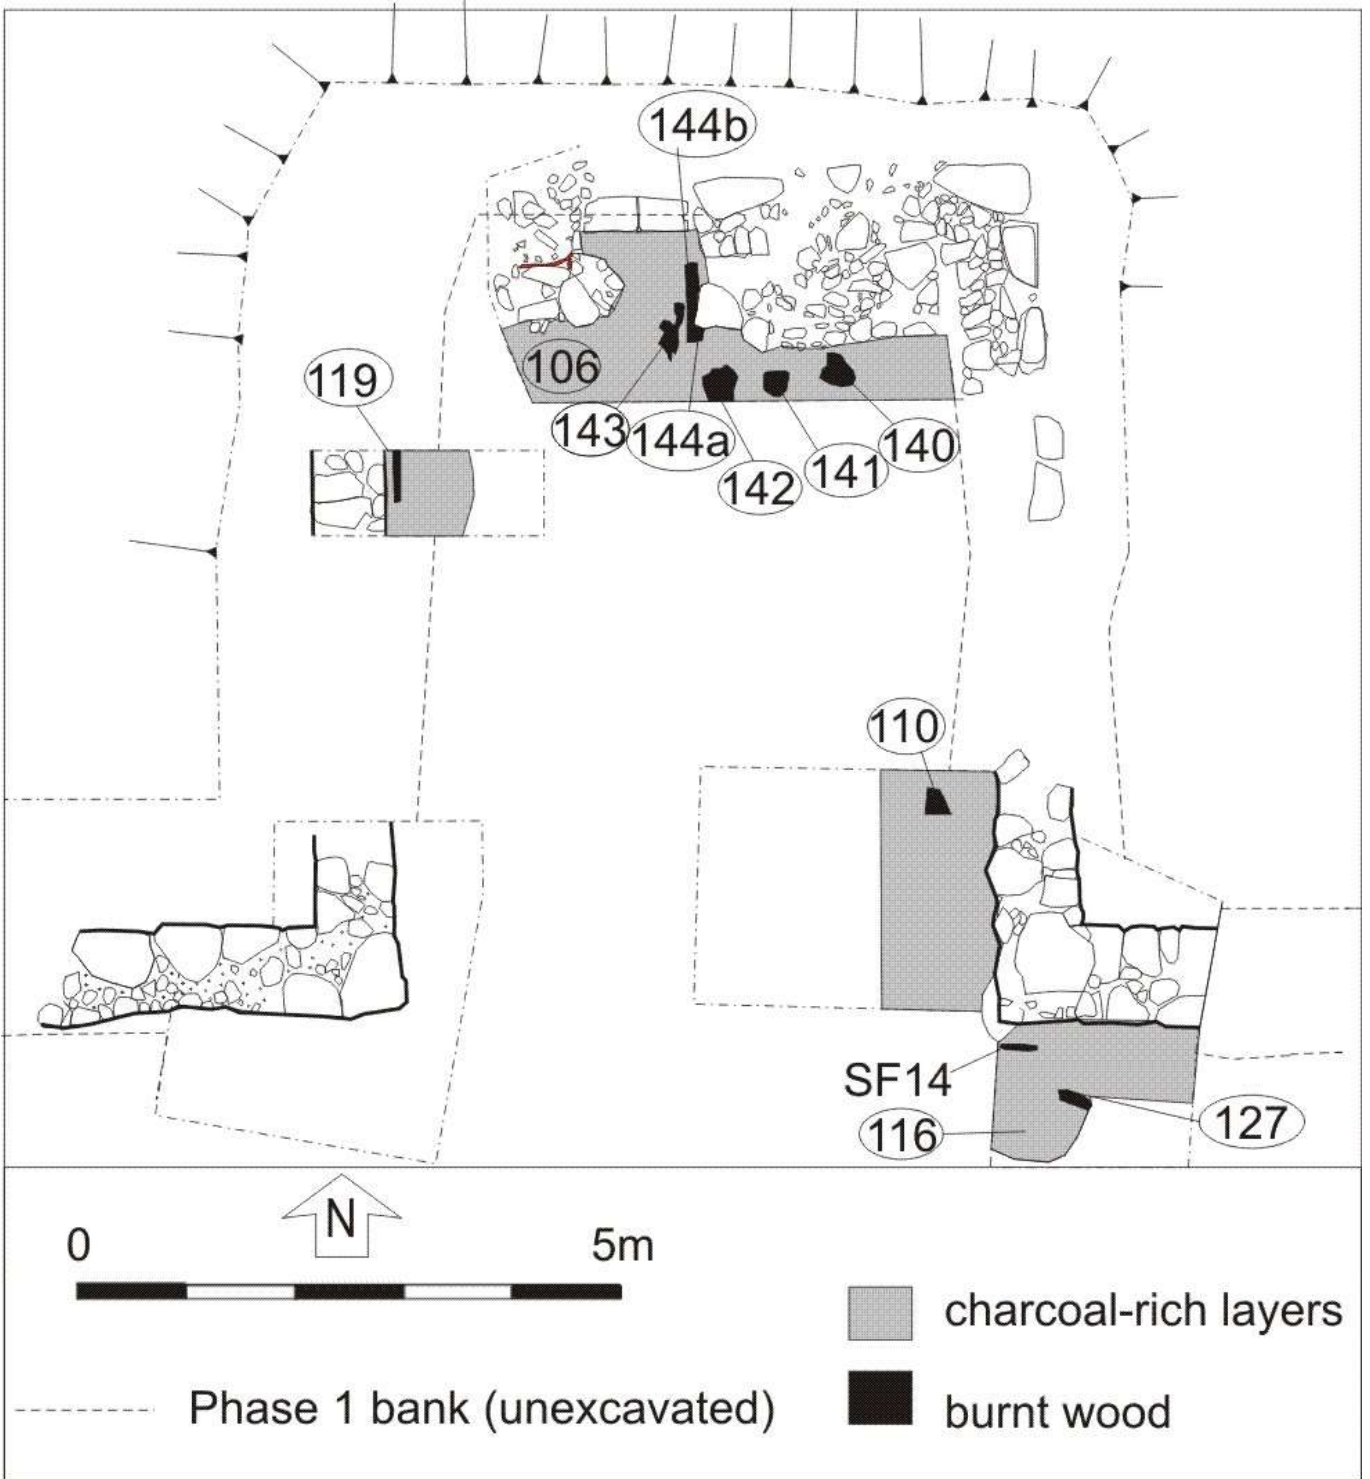 144b
119
106
143
144a
142
141
140
110
SF14
116
127
N
0 5m
charcoal-rich layers
Phase 1 bank (unexcavated)
burnt wood